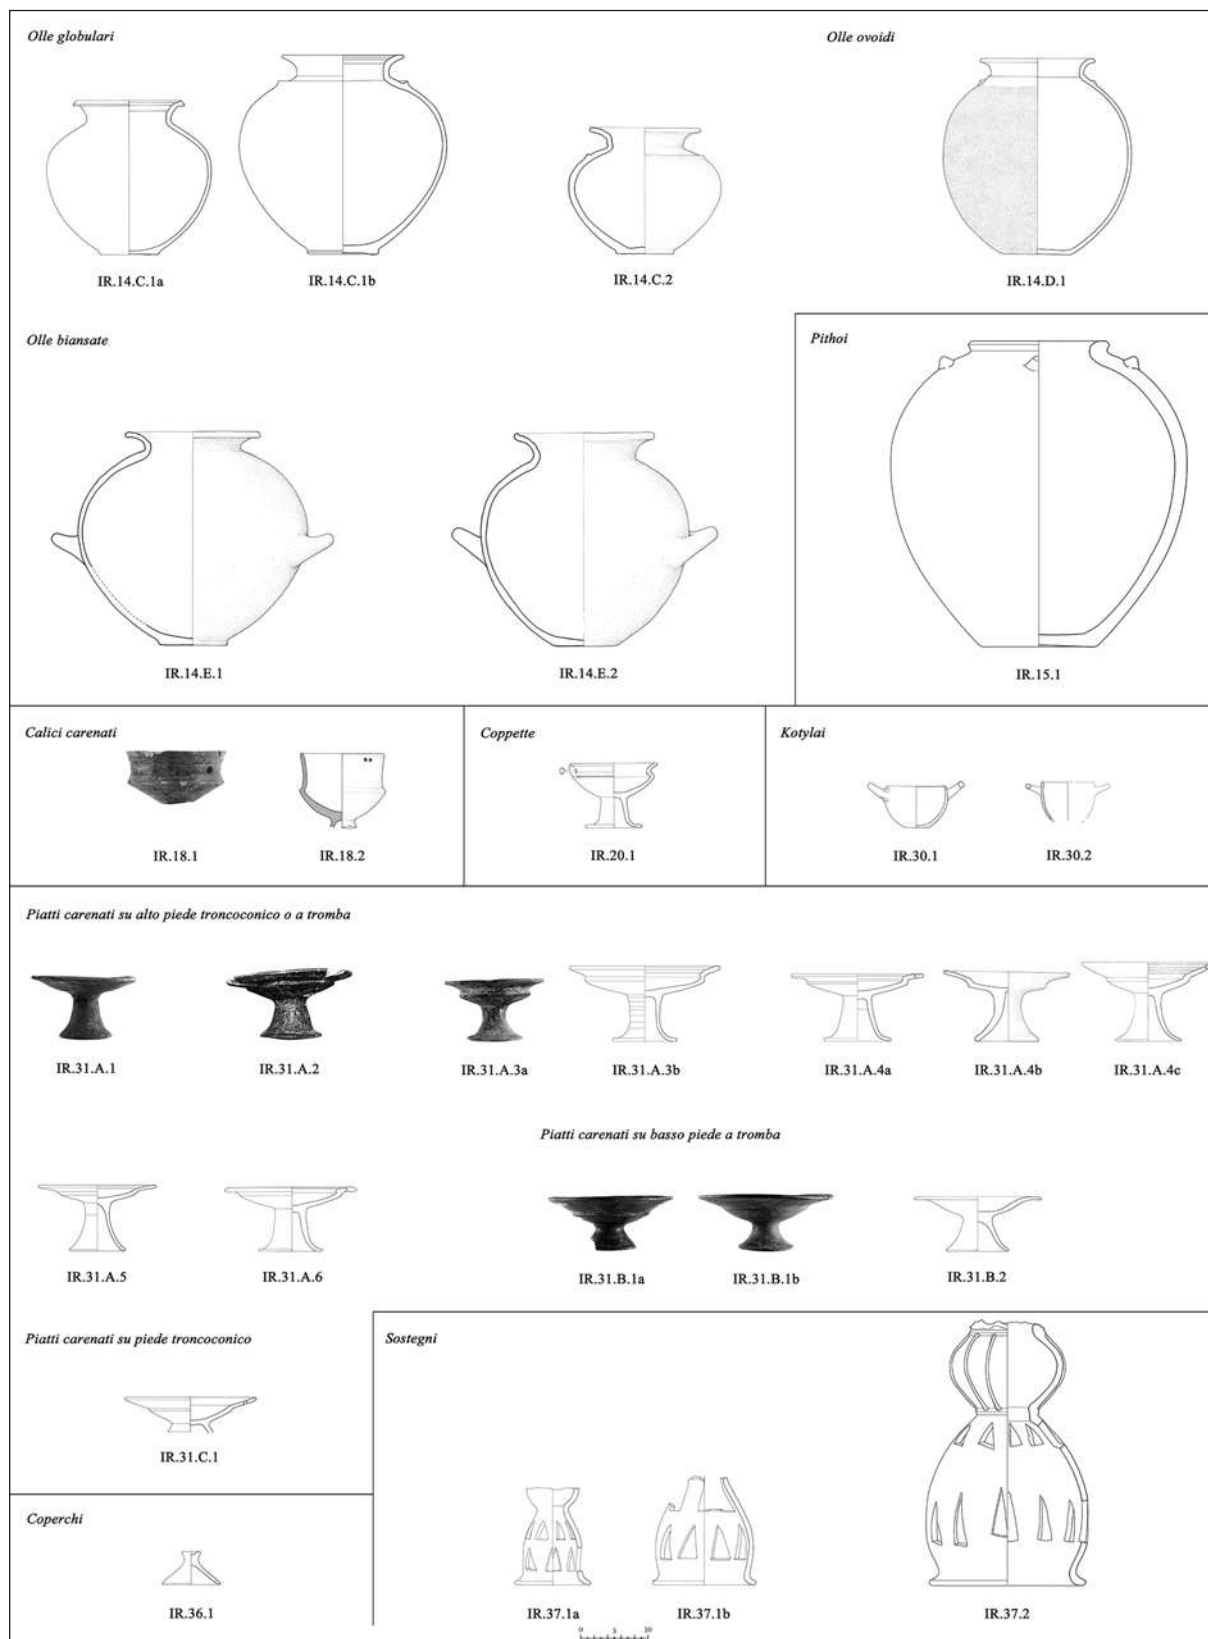 Olle globulari
Olle ovoidi
IR.14.C.1a
IR.14.C.1b
IR.14.C.2
IR.14.D.1
Olle biansate
Pithoi
IR.14.E.1
IR.14.E.2
IR.15.1
Calici carenati
Coppette
Kotylai
IR.18.1
IR.18.2
IR.20.1
IR.30.1
IR.30.2
Piatti carenati su alto piede troncoconico o a tromba
IR.31.A.1
IR.31.A.2
IR.31.A.3a
IR.31.A.3b
IR.31.A.4a
IR.31.A.4b
IR.31.A.4c
Piatti carenati su basso piede a tromba
IR.31.A.5
IR.31.A.6
IR.31.B.1a
IR.31.B.1b
IR.31.B.2
Piatti carenati su piede troncoconico
Sostegni
IR.31.C.1
Coperchi
IR.36.1
IR.37.1a
IR.37.1b
IR.37.2
0 5 10